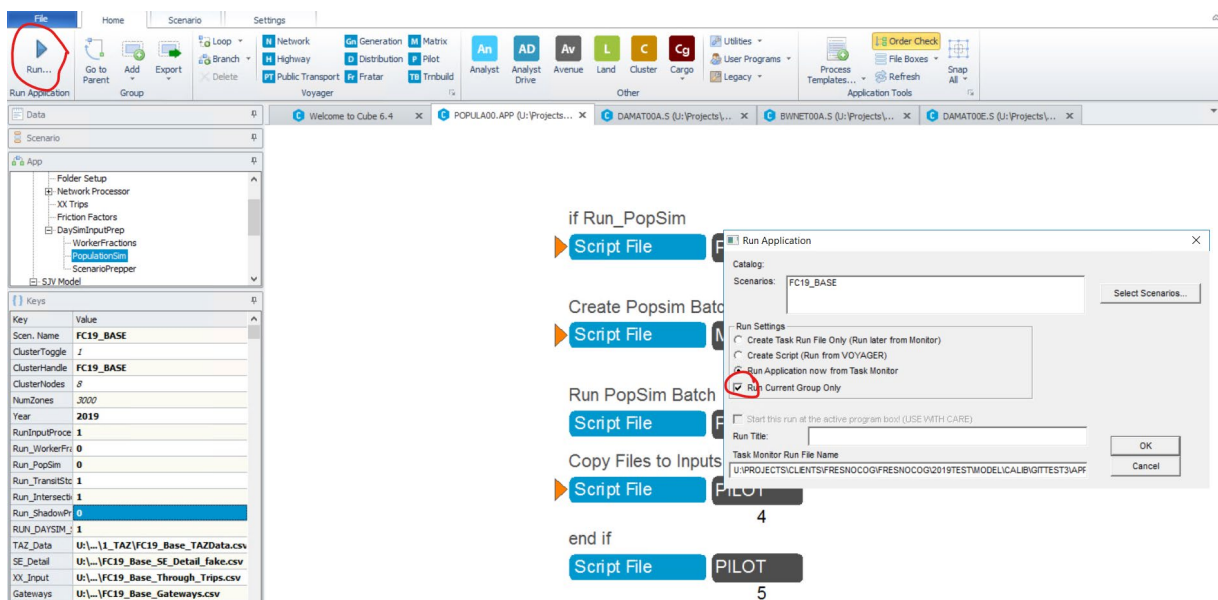 File
Home
Scenario
Settings
Run...
Go to Parent
Add
Export
Loop
Branch
Delete
Network
Highway
Public Transport
Generation
Distribution
Fratar
Matrix
Pilot
Trnbuild
Analyst
Analyst Drive
Avenue
Land
Cluster
Cargo
Utilities
User Programs
Legacy
Process Templates...
Order Check
File Boxes
Refresh
Snap All
Run Application
Group
Voyager
Other
Application Tools
Data
Welcome to Cube 6.4
POPULA00.APP (U:\Projects...
DAMAT00A.S (U:\Projects\...
BWNET00A.S (U:\Projects\...
DAMAT00E.S (U:\Projects\...
Scenario
App
Folder Setup
Network Processor
XX Trips
Friction Factors
DaySimInputPrep
WorkerFractions
PopulationSim
ScenarioPrepper
SJV Model
Keys
Key Value
Scen. Name FC19_BASE
ClusterToggle 1
ClusterHandle FC19_BASE
ClusterNodes 8
NumZones 3000
Year 2019
RunInputProce 1
Run_WorkerFra 0
Run_PopSim 0
Run_TransitStc 1
Run_Intersecti 1
Run_ShadowPr 0
RUN_DAYSIM_ 1
TAZ_Data U:\...\1_TAZ\FC19_Base_TAZData.csv
SE_Detail U:\...\FC19_Base_SE_Detail_fake.csv
XX_Input U:\...\FC19_Base_Through_Trips.csv
Gateways U:\...\FC19_Base_Gateways.csv
if Run_PopSim
Script File
Create Popsim Batc
Script File
Run PopSim Batch
Script File
Copy Files to Inputs
Script File PILOT
4
end if
Script File PILOT
5
Run Application
Catalog:
Scenarios: FC19_BASE
Select Scenarios...
Run Settings
Create Task Run File Only (Run later from Monitor)
Create Script (Run from VOYAGER)
Run Application now from Task Monitor
Run Current Group Only
Start this run at the active program box! (USE WITH CARE)
Run Title:
Task Monitor Run File Name
U:\PROJECTS\CLIENTS\FRESNOCOG\FRESNOCOG\2019TEST\MODEL\CALIB\GITTEST3\APF
OK
Cancel